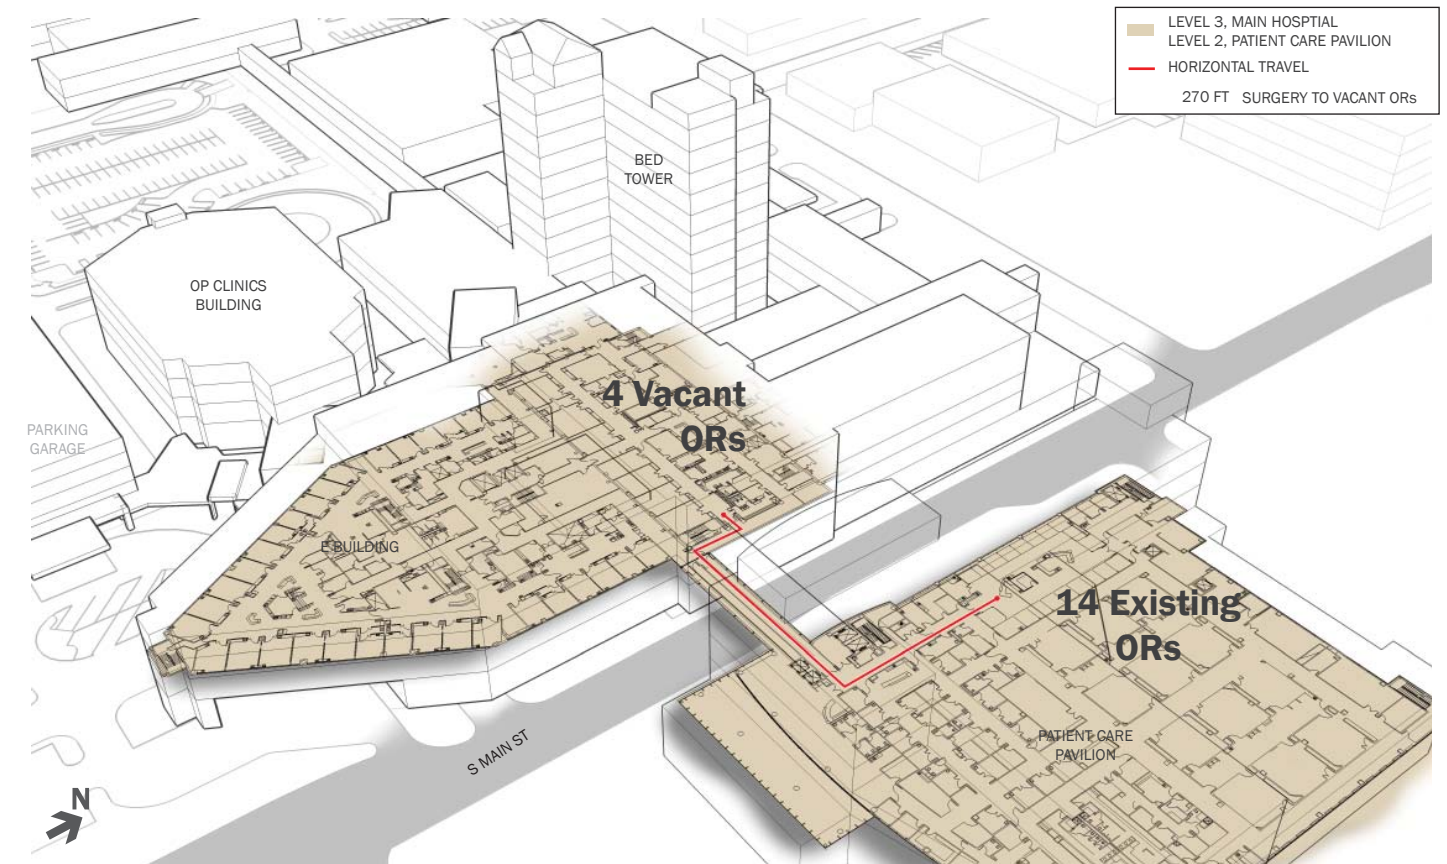 LEVEL 3, MAIN HOSPTIAL
LEVEL 2, PATIENT CARE PAVILION
HORIZONTAL TRAVEL
270 FT SURGERY TO VACANT ORs
BED
TOWER
OP CLINICS
BUILDING
4 Vacant
ORs
PARKING
GARAGE
E BUILDING
14 Existing
ORs
PATIENT CARE
PAVILION
S MAIN ST
N